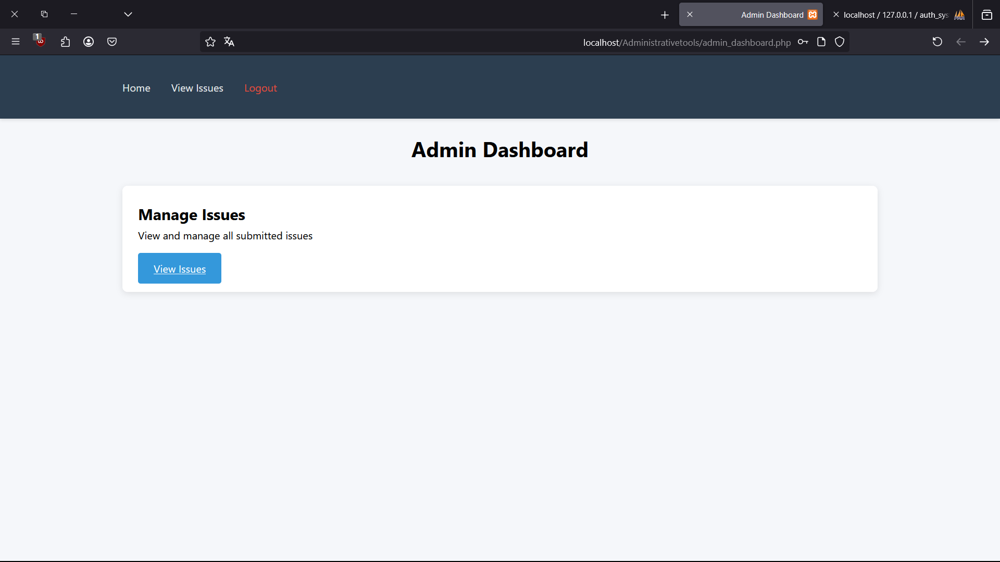 Admin Dashboard
localhost / 127.0.0.1 / auth_sys
1
localhost/Administrativetools/admin_dashboard.php
Home
View Issues
Logout
Admin Dashboard
Manage Issues
View and manage all submitted issues
View Issues